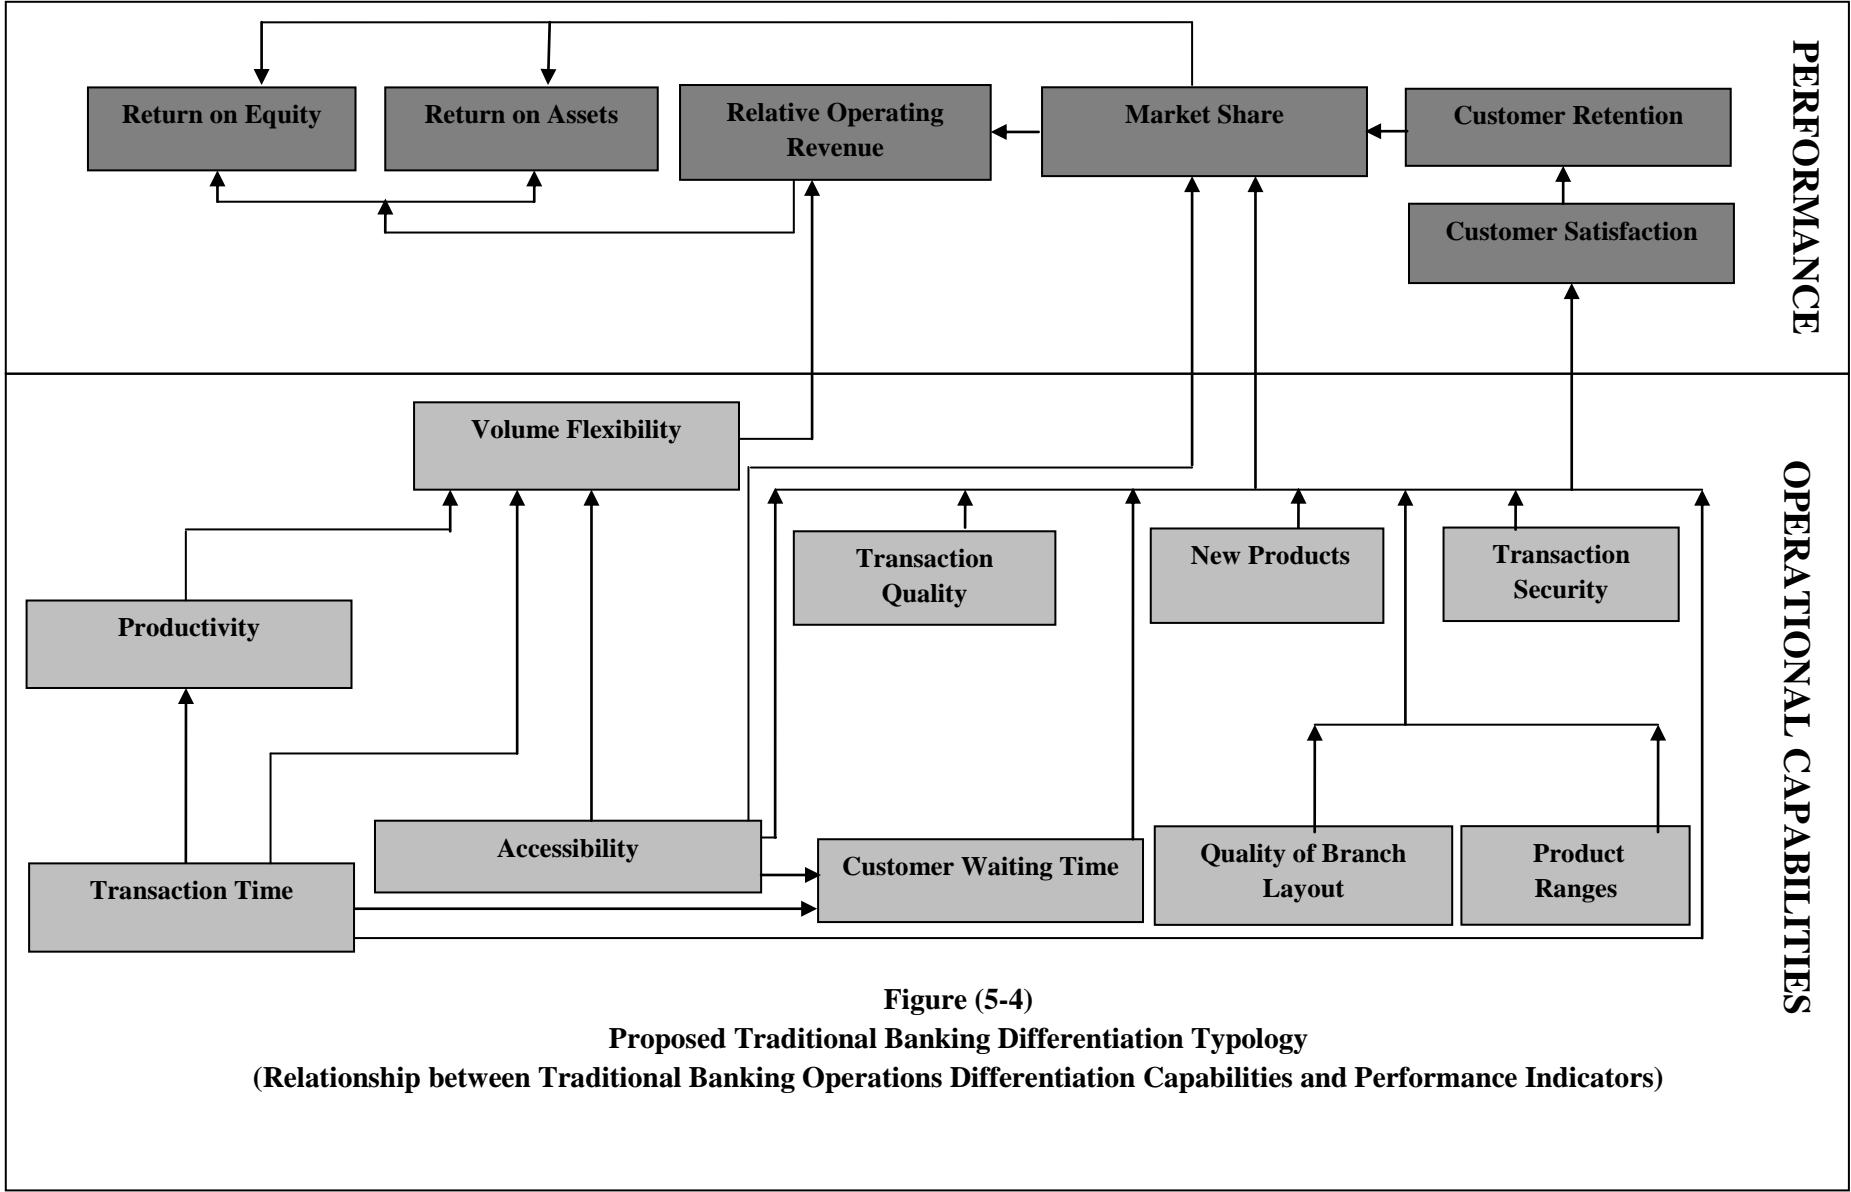 Return on Equity
Return on Assets
Relative Operating
Revenue
Market Share
Customer Retention
Customer Satisfaction
PERFORMANCE
Volume Flexibility
Transaction
Quality
New Products
Transaction
Security
Productivity
Accessibility
Customer Waiting Time
Quality of Branch
Layout
Product
Ranges
Transaction Time
OPERATIONAL CAPABILITIES
Figure (5-4)
Proposed Traditional Banking Differentiation Typology
(Relationship between Traditional Banking Operations Differentiation Capabilities and Performance Indicators)